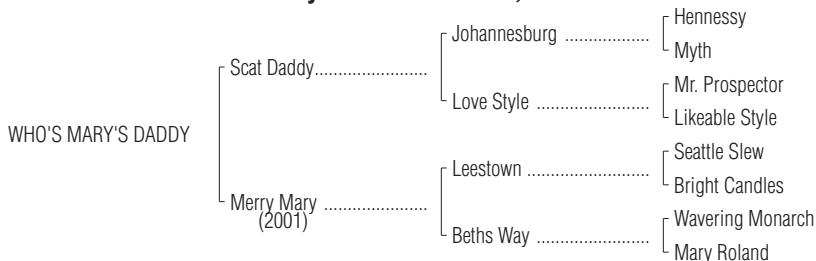 Hennessy
Johannesburg ..................
Myth
Scat Daddy........................
Mr. Prospector
Love Style ........................
Likeable Style
WHO'S MARY'S DADDY
Seattle Slew
Leestown ..........................
Bright Candles
Merry Mary ......................
(2001)
Wavering Monarch
Beths Way ........................
Mary Roland